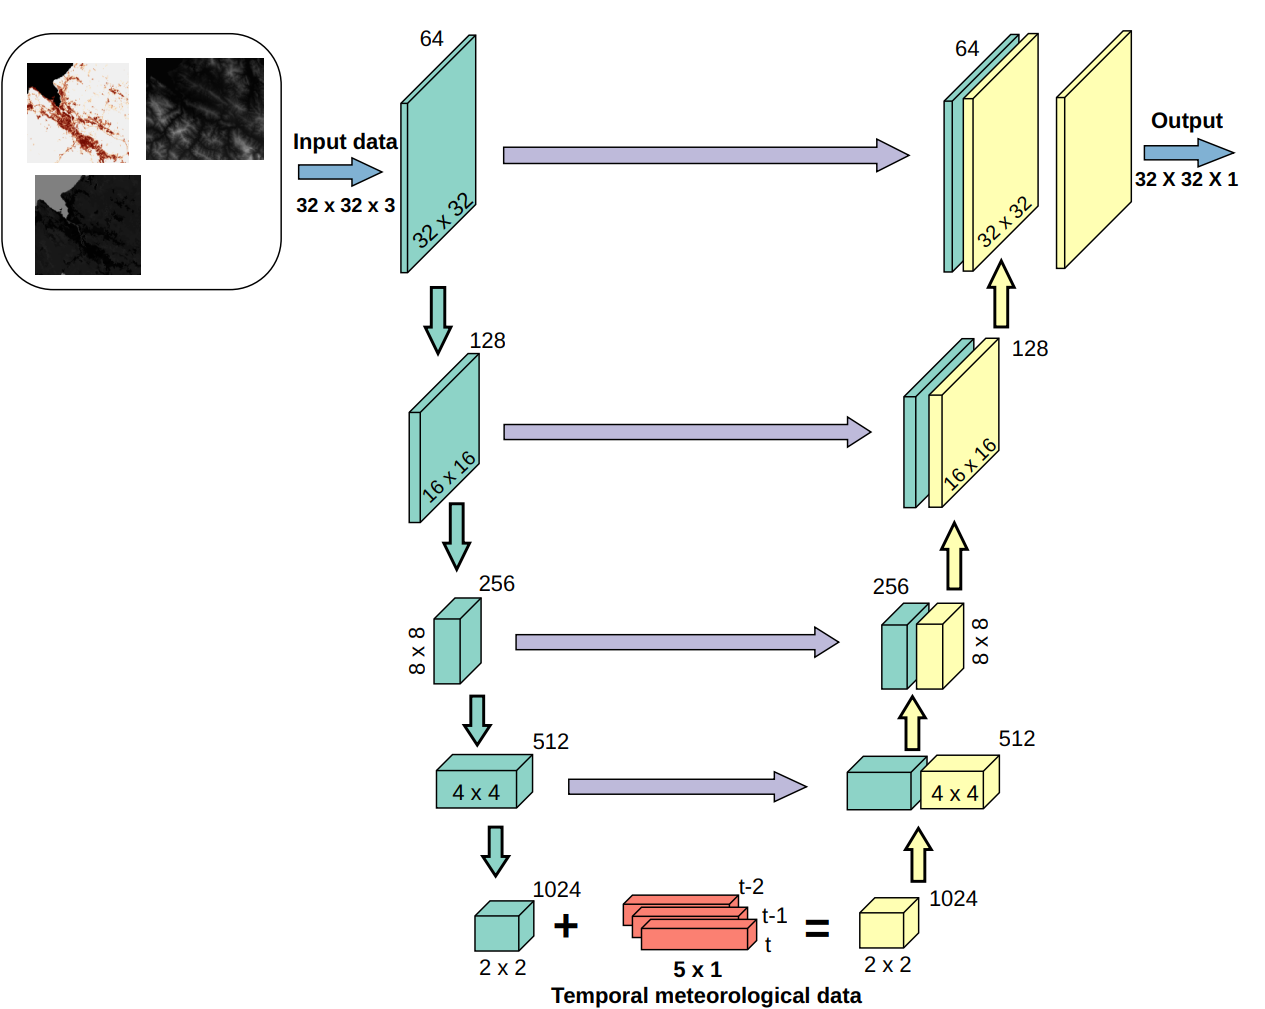 64
64
Input data
32 x 32 x 3
32 x 32
32 x 32
Output
32 X 32 X 1
128
128
16 x 16
16 x 16
256
256
8 x 8
8 x 8
512
512
4 x 4
4 x 4
1024
+
t-2
t-1
t
=
1024
2 x 2
5 x 1
2 x 2
Temporal meteorological data